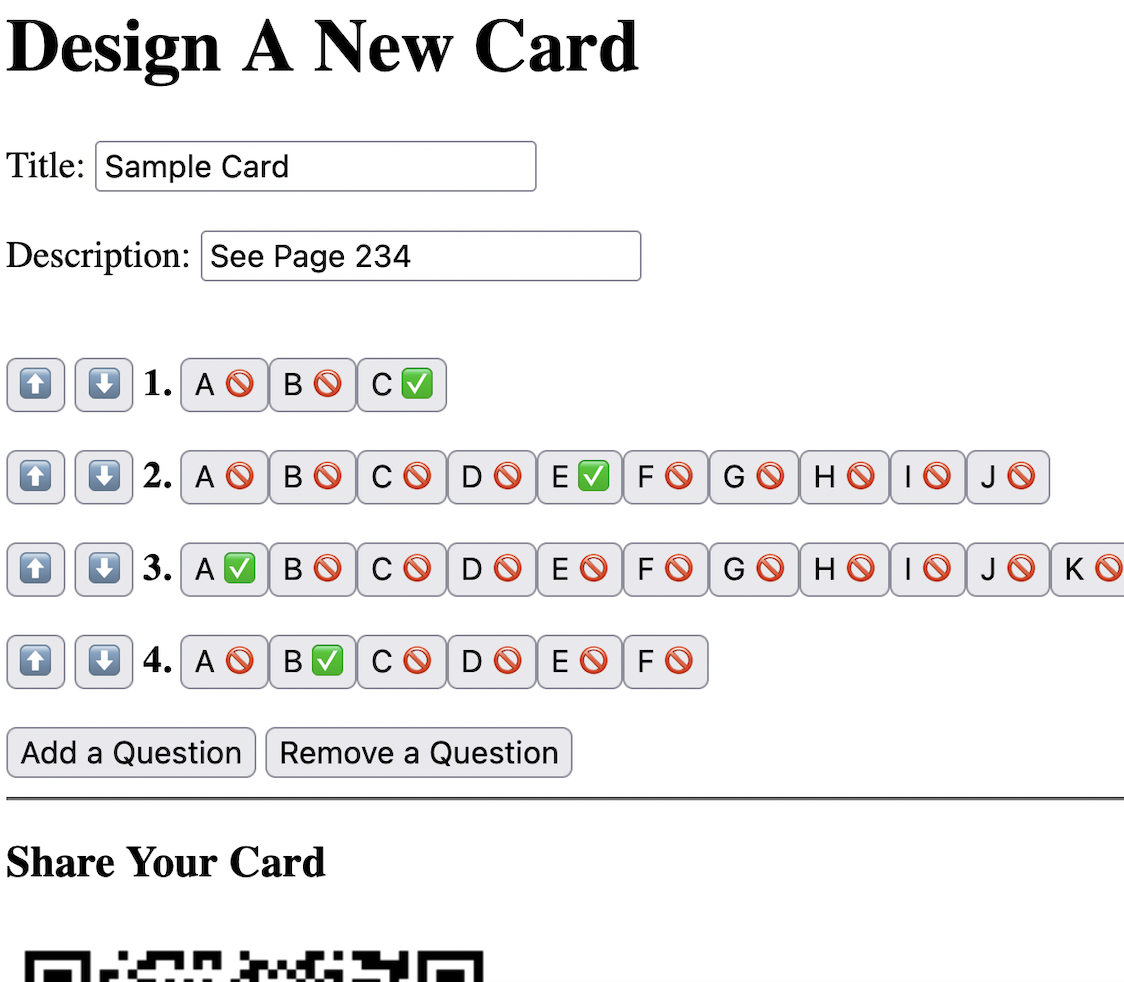 Design A New Card
Title: Sample Card
Description: See Page 234
⬆️ ⬇️ 1. A 🚫 B 🚫 C ✅
⬆️ ⬇️ 2. A 🚫 B 🚫 C 🚫 D 🚫 E ✅ F 🚫 G 🚫 H 🚫 I 🚫 J 🚫
⬆️ ⬇️ 3. A ✅ B 🚫 C 🚫 D 🚫 E 🚫 F 🚫 G 🚫 H 🚫 I 🚫 J 🚫 K 🚫
⬆️ ⬇️ 4. A 🚫 B ✅ C 🚫 D 🚫 E 🚫 F 🚫
Add a Question Remove a Question
Share Your Card